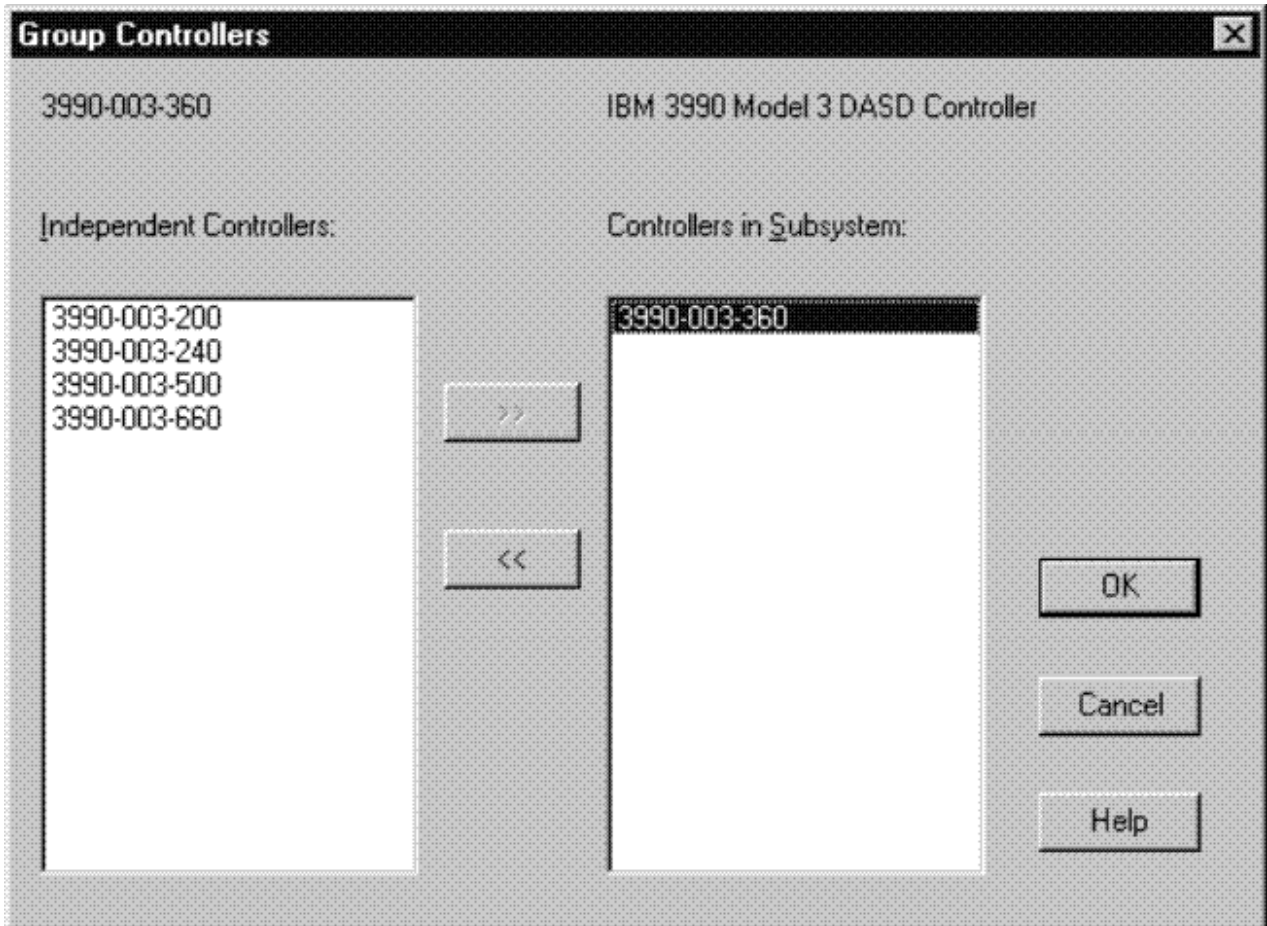 Group Controllers
3990-003-360
IBM 3990 Model 3 DASD Controller
Independent Controllers:
Controllers in Subsystem:
3990-003-200
3990-003-240
3990-003-500
3990-003-660
3990-003-360
>>
<<
OK
Cancel
Help